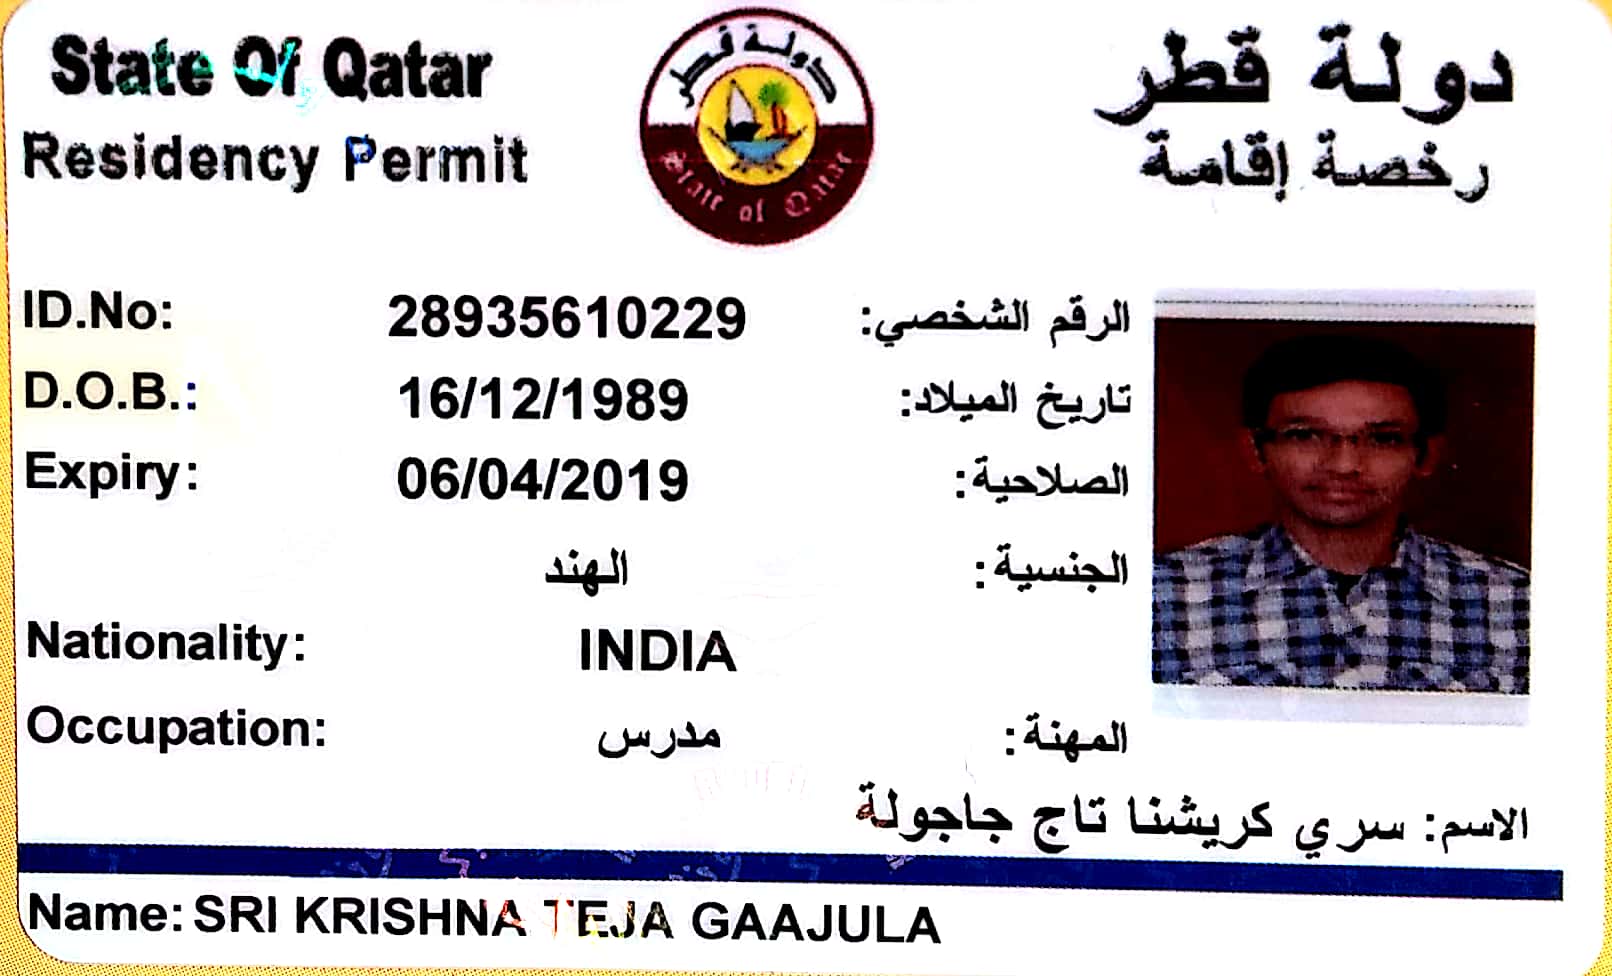 State Of Qatar
دولة قطر
Residency Permit
رخصة إقامة
دولة قطر
State of Qatar
ID.No: 28935610229 الرقم الشخصي:
D.O.B.: 16/12/1989 تاريخ الميلاد:
Expiry: 06/04/2019 الصلاحية:
الجنسية: الهند
Nationality: INDIA
Occupation: مدرس المهنة:
الاسم: سري كريشنا تاج جاجولة
Name: SRI KRISHNA TEJA GAAJULA